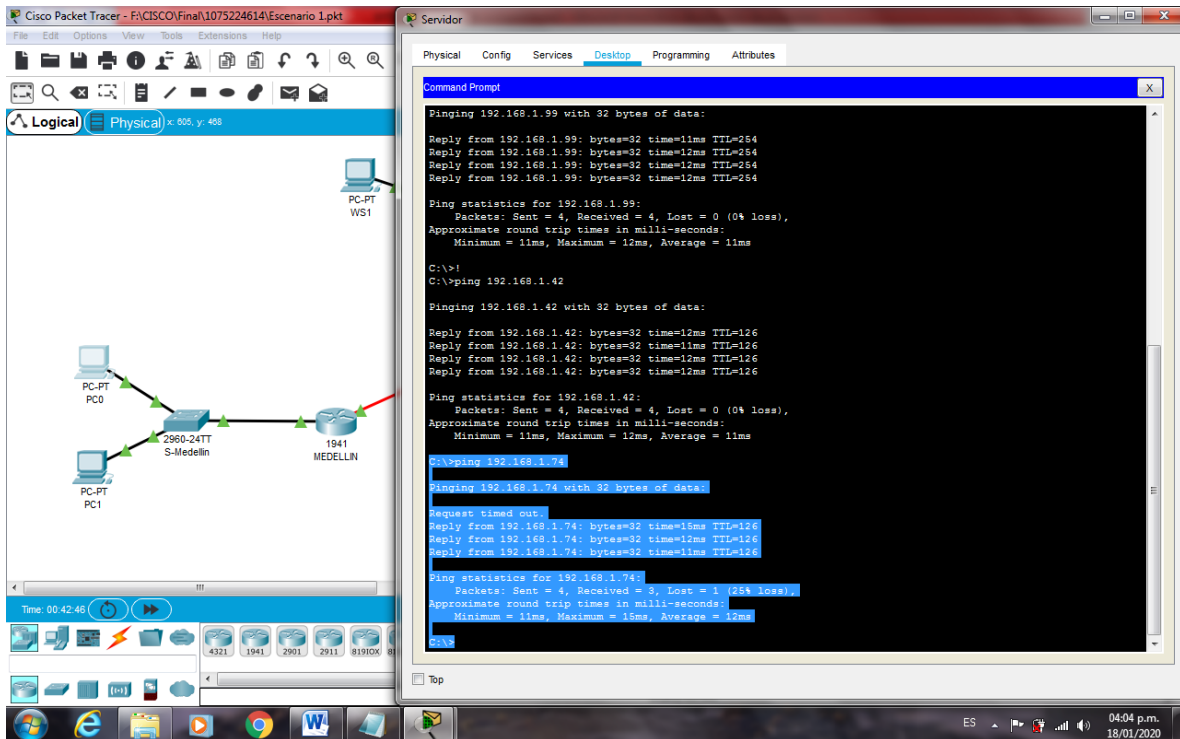 Cisco Packet Tracer - F:\CISCO\Final\1075224614\Escenario 1.pkt
File Edit Options View Tools Extensions Help
Logical Physical x: 605, y: 468
PC-PT
WS1
PC-PT
PC0
2960-24TT
S-Medellin
1941
MEDELLIN
PC-PT
PC1
Time: 00:42:46
4321 1941 2901 2911 819IOX
Servidor
Physical Config Services Desktop Programming Attributes
Command Prompt X
Pinging 192.168.1.99 with 32 bytes of data:
Reply from 192.168.1.99: bytes=32 time=11ms TTL=254
Reply from 192.168.1.99: bytes=32 time=12ms TTL=254
Reply from 192.168.1.99: bytes=32 time=12ms TTL=254
Reply from 192.168.1.99: bytes=32 time=12ms TTL=254
Ping statistics for 192.168.1.99:
Packets: Sent = 4, Received = 4, Lost = 0 (0% loss),
Approximate round trip times in milli-seconds:
Minimum = 11ms, Maximum = 12ms, Average = 11ms
C:\>!
C:\>ping 192.168.1.42
Pinging 192.168.1.42 with 32 bytes of data:
Reply from 192.168.1.42: bytes=32 time=12ms TTL=126
Reply from 192.168.1.42: bytes=32 time=11ms TTL=126
Reply from 192.168.1.42: bytes=32 time=12ms TTL=126
Reply from 192.168.1.42: bytes=32 time=12ms TTL=126
Ping statistics for 192.168.1.42:
Packets: Sent = 4, Received = 4, Lost = 0 (0% loss),
Approximate round trip times in milli-seconds:
Minimum = 11ms, Maximum = 12ms, Average = 11ms
C:\>ping 192.168.1.74
Pinging 192.168.1.74 with 32 bytes of data:
Request timed out.
Reply from 192.168.1.74: bytes=32 time=15ms TTL=126
Reply from 192.168.1.74: bytes=32 time=12ms TTL=126
Reply from 192.168.1.74: bytes=32 time=11ms TTL=126
Ping statistics for 192.168.1.74:
Packets: Sent = 4, Received = 3, Lost = 1 (25% loss),
Approximate round trip times in milli-seconds:
Minimum = 11ms, Maximum = 15ms, Average = 12ms
C:\>
Top
ES 04:04 p.m.
18/01/2020